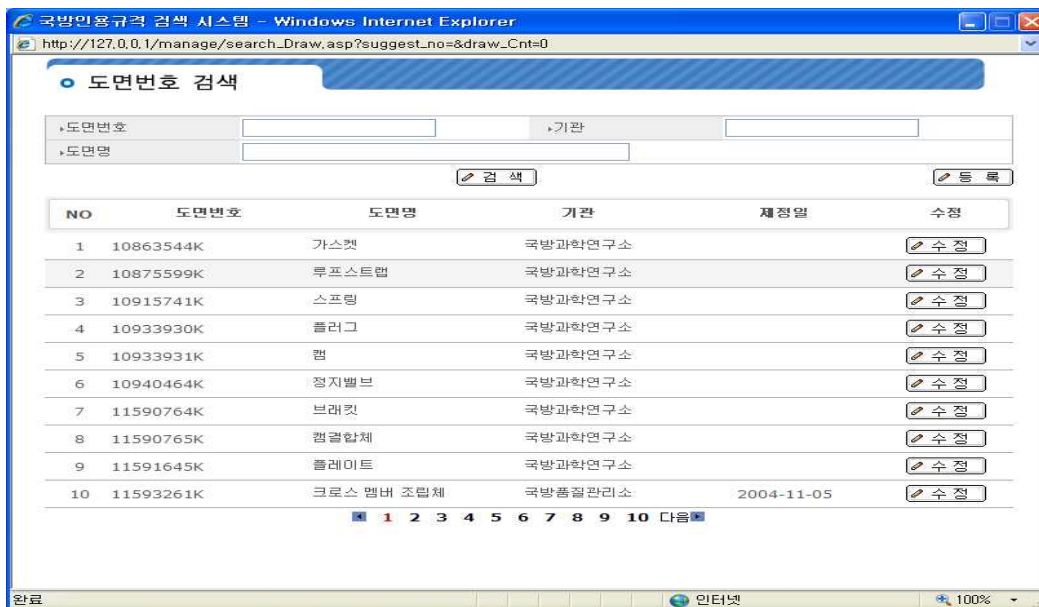 국방인용규격 검색 시스템 - Windows Internet Explorer
http://127.0.0.1/manage/search_Draw.asp?suggest_no=&draw_Cnt=0
도면번호 검색
도면번호 기관
도면명
검 색 등 록
NO 도면번호 도면명 기관 제정일 수정
1 10863544K 가스켓 국방과학연구소 수 정
2 10875599K 루프스트랩 국방과학연구소 수 정
3 10915741K 스프링 국방과학연구소 수 정
4 10933930K 플러그 국방과학연구소 수 정
5 10933931K 캡 국방과학연구소 수 정
6 10940464K 정지밸브 국방과학연구소 수 정
7 11590764K 브래킷 국방과학연구소 수 정
8 11590765K 캠결합체 국방과학연구소 수 정
9 11591645K 플레이트 국방과학연구소 수 정
10 11593261K 크로스 멤버 조립체 국방품질관리소 2004-11-05 수 정
1 2 3 4 5 6 7 8 9 10 다음
완료 인터넷 100%